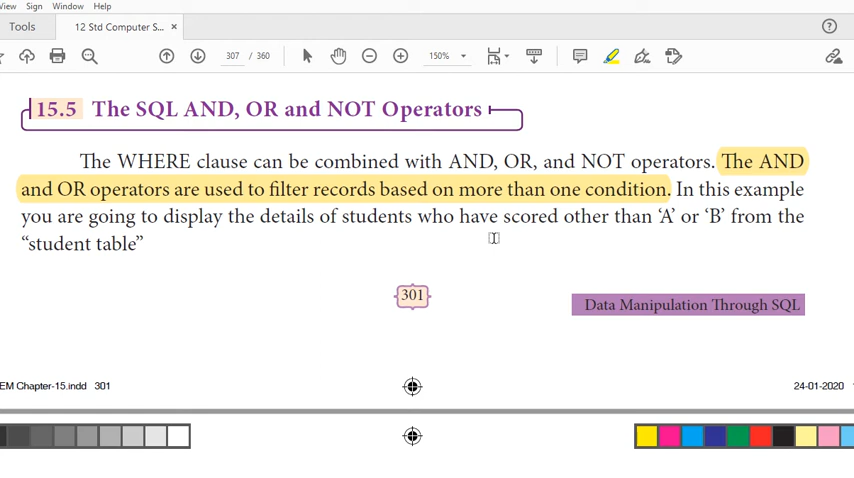 View Sign Window Help
Tools 12 Std Computer S... ×
307 / 360 150%
15.5 The SQL AND, OR and NOT Operators
The WHERE clause can be combined with AND, OR, and NOT operators. The AND
and OR operators are used to filter records based on more than one condition. In this example
you are going to display the details of students who have scored other than ‘A’ or ‘B’ from the
“student table”
301
Data Manipulation Through SQL
EM Chapter-15.indd 301 24-01-2020